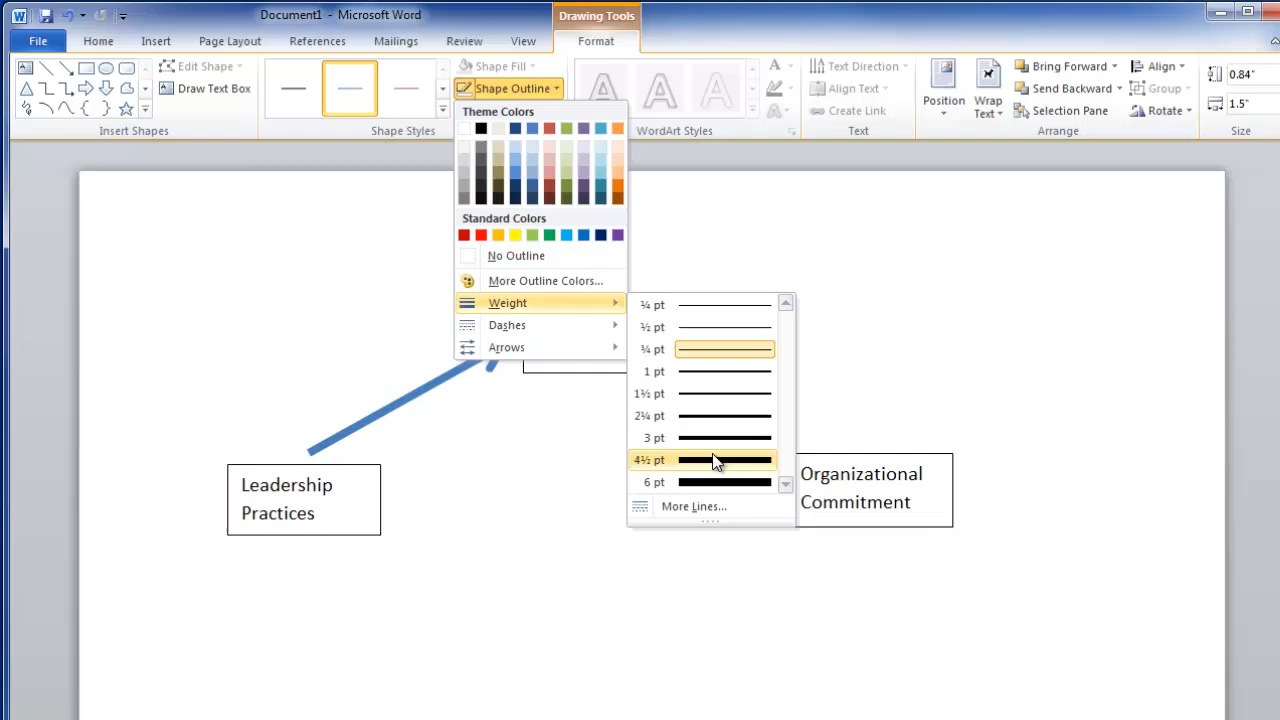 Document1 - Microsoft Word
Drawing Tools
File Home Insert Page Layout References Mailings Review View Format
Edit Shape
Draw Text Box
Insert Shapes
Shape Fill
Shape Outline
Shape Styles
WordArt Styles
Text Direction
Align Text
Create Link
Text
Position
Wrap
Text
Bring Forward
Send Backward
Selection Pane
Align
Group
Rotate
Arrange
0.84"
1.5"
Size
Theme Colors
Standard Colors
No Outline
More Outline Colors...
Weight
Dashes
Arrows
¼ pt
½ pt
¾ pt
1 pt
1½ pt
2¼ pt
3 pt
4½ pt
6 pt
More Lines...
Leadership
Practices
Organizational
Commitment